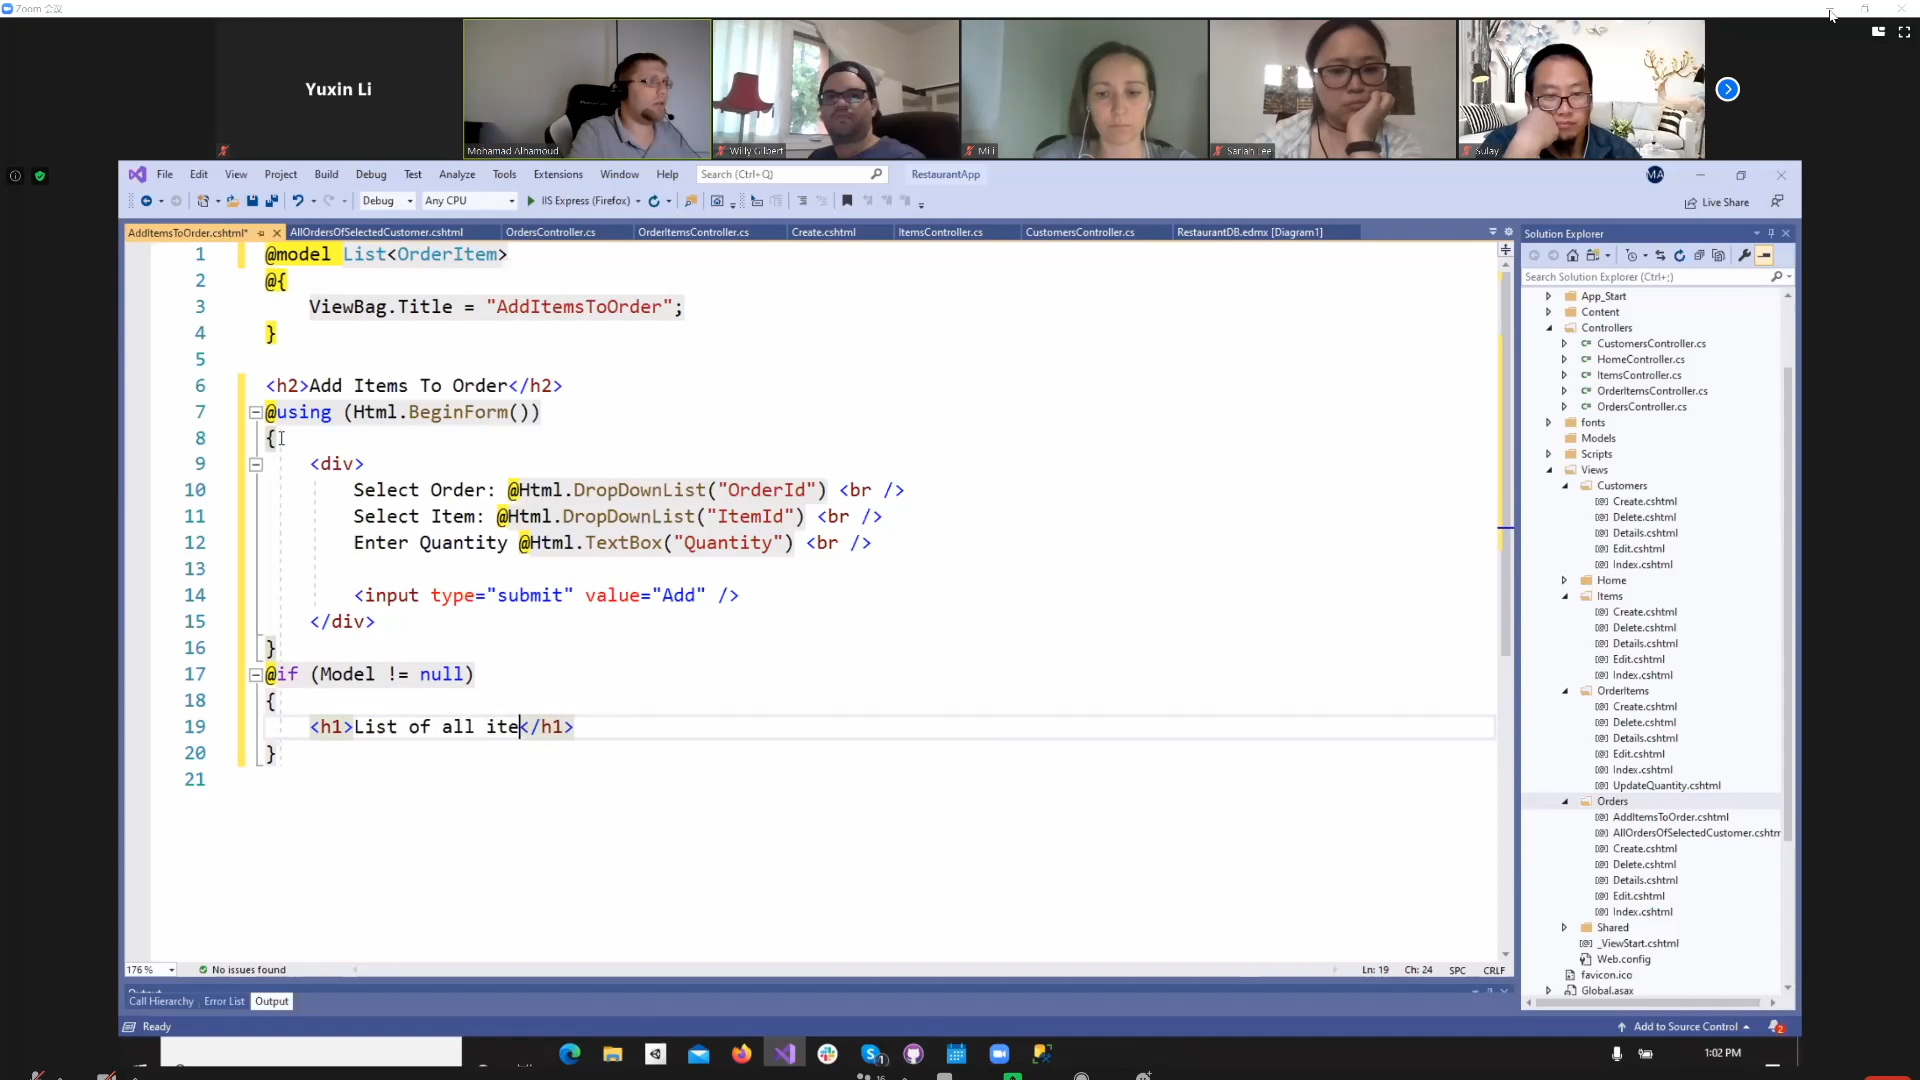 Zoom 会议
Yuxin Li
Mohamad Alhamoud
Willy Gilbert
Mili
Sariah Lee
Sulay
File Edit View Project Build Debug Test Analyze Tools Extensions Window Help Search (Ctrl+Q) RestaurantApp MA
Debug Any CPU IIS Express (Firefox) Live Share
AddItemsToOrder.cshtml* AllOrdersOfSelectedCustomer.cshtml OrdersController.cs OrderItemsController.cs Create.cshtml ItemsController.cs CustomersController.cs RestaurantDB.edmx [Diagram1]
1 @model List<OrderItem>
2 @{
3 ViewBag.Title = "AddItemsToOrder";
4 }
5
6 <h2>Add Items To Order</h2>
7 @using (Html.BeginForm())
8 {
9 <div>
10 Select Order: @Html.DropDownList("OrderId") <br />
11 Select Item: @Html.DropDownList("ItemId") <br />
12 Enter Quantity @Html.TextBox("Quantity") <br />
13
14 <input type="submit" value="Add" />
15 </div>
16 }
17 @if (Model != null)
18 {
19 <h1>List of all ite</h1>
20 }
21
176 % No issues found Ln: 19 Ch: 24 SPC CRLF
Output
Call Hierarchy Error List Output
Ready
Solution Explorer
Search Solution Explorer (Ctrl+;)
App_Start
Content
Controllers
CustomersController.cs
HomeController.cs
ItemsController.cs
OrderItemsController.cs
OrdersController.cs
fonts
Models
Scripts
Views
Customers
Create.cshtml
Delete.cshtml
Details.cshtml
Edit.cshtml
Index.cshtml
Home
Items
Create.cshtml
Delete.cshtml
Details.cshtml
Edit.cshtml
Index.cshtml
OrderItems
Create.cshtml
Delete.cshtml
Details.cshtml
Edit.cshtml
Index.cshtml
UpdateQuantity.cshtml
Orders
AddItemsToOrder.cshtml
AllOrdersOfSelectedCustomer.cshtm
Create.cshtml
Delete.cshtml
Details.cshtml
Edit.cshtml
Index.cshtml
Shared
_ViewStart.cshtml
Web.config
favicon.ico
Global.asax
Add to Source Control 2
1:02 PM